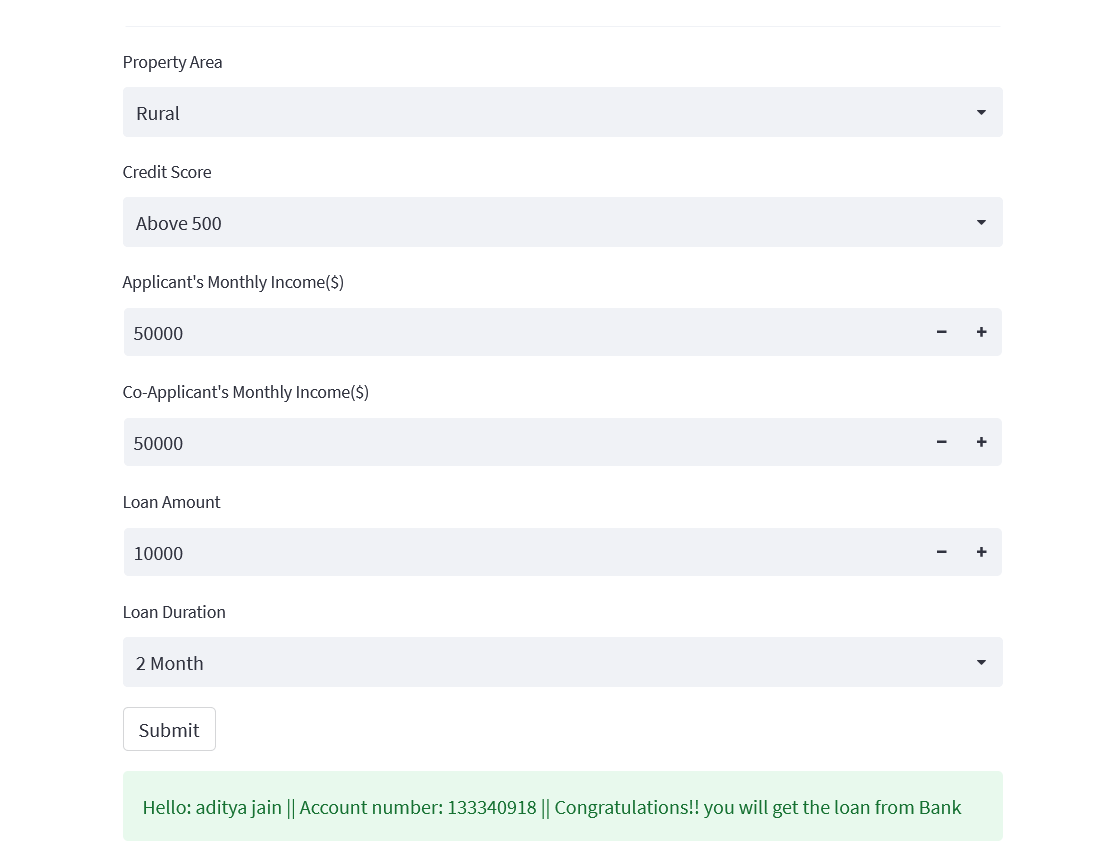 Property Area
Rural
Credit Score
Above 500
Applicant's Monthly Income($)
50000
Co-Applicant's Monthly Income($)
50000
Loan Amount
10000
Loan Duration
2 Month
Submit
Hello: aditya jain || Account number: 133340918 || Congratulations!! you will get the loan from Bank